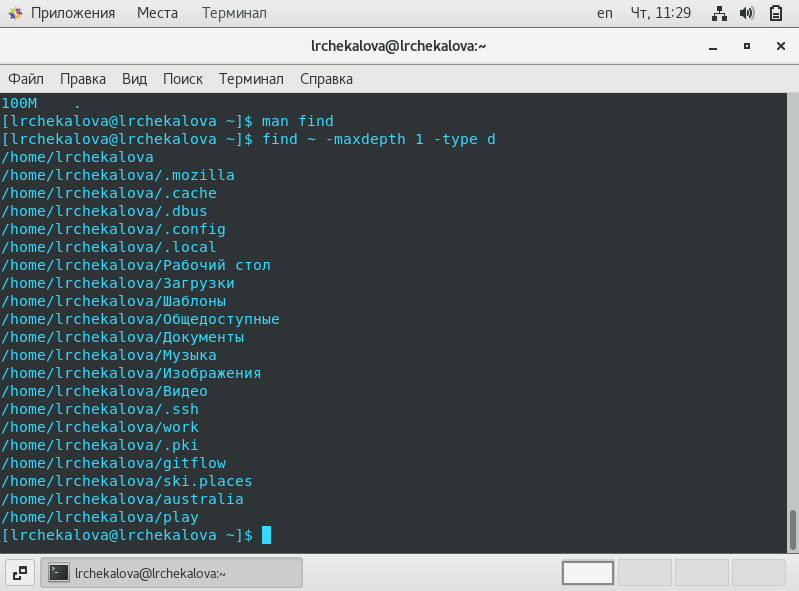 Приложения Места Терминал en Чт, 11:29
lrchekalova@lrchekalova:~
Файл Правка Вид Поиск Терминал Справка
100M    .
[lrchekalova@lrchekalova ~]$ man find
[lrchekalova@lrchekalova ~]$ find ~ -maxdepth 1 -type d
/home/lrchekalova
/home/lrchekalova/.mozilla
/home/lrchekalova/.cache
/home/lrchekalova/.dbus
/home/lrchekalova/.config
/home/lrchekalova/.local
/home/lrchekalova/Рабочий стол
/home/lrchekalova/Загрузки
/home/lrchekalova/Шаблоны
/home/lrchekalova/Общедоступные
/home/lrchekalova/Документы
/home/lrchekalova/Музыка
/home/lrchekalova/Изображения
/home/lrchekalova/Видео
/home/lrchekalova/.ssh
/home/lrchekalova/work
/home/lrchekalova/.pki
/home/lrchekalova/gitflow
/home/lrchekalova/ski.places
/home/lrchekalova/australia
/home/lrchekalova/play
[lrchekalova@lrchekalova ~]$
lrchekalova@lrchekalova:~